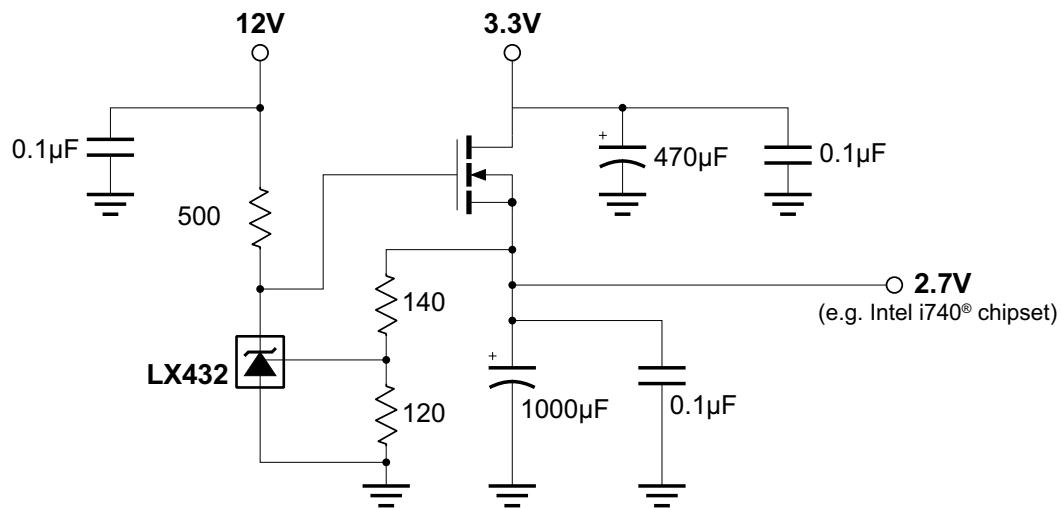 12V
3.3V
0.1µF
+
470µF
0.1µF
500
140
2.7V
(e.g. Intel i740® chipset)
LX432
+
120
1000µF
0.1µF